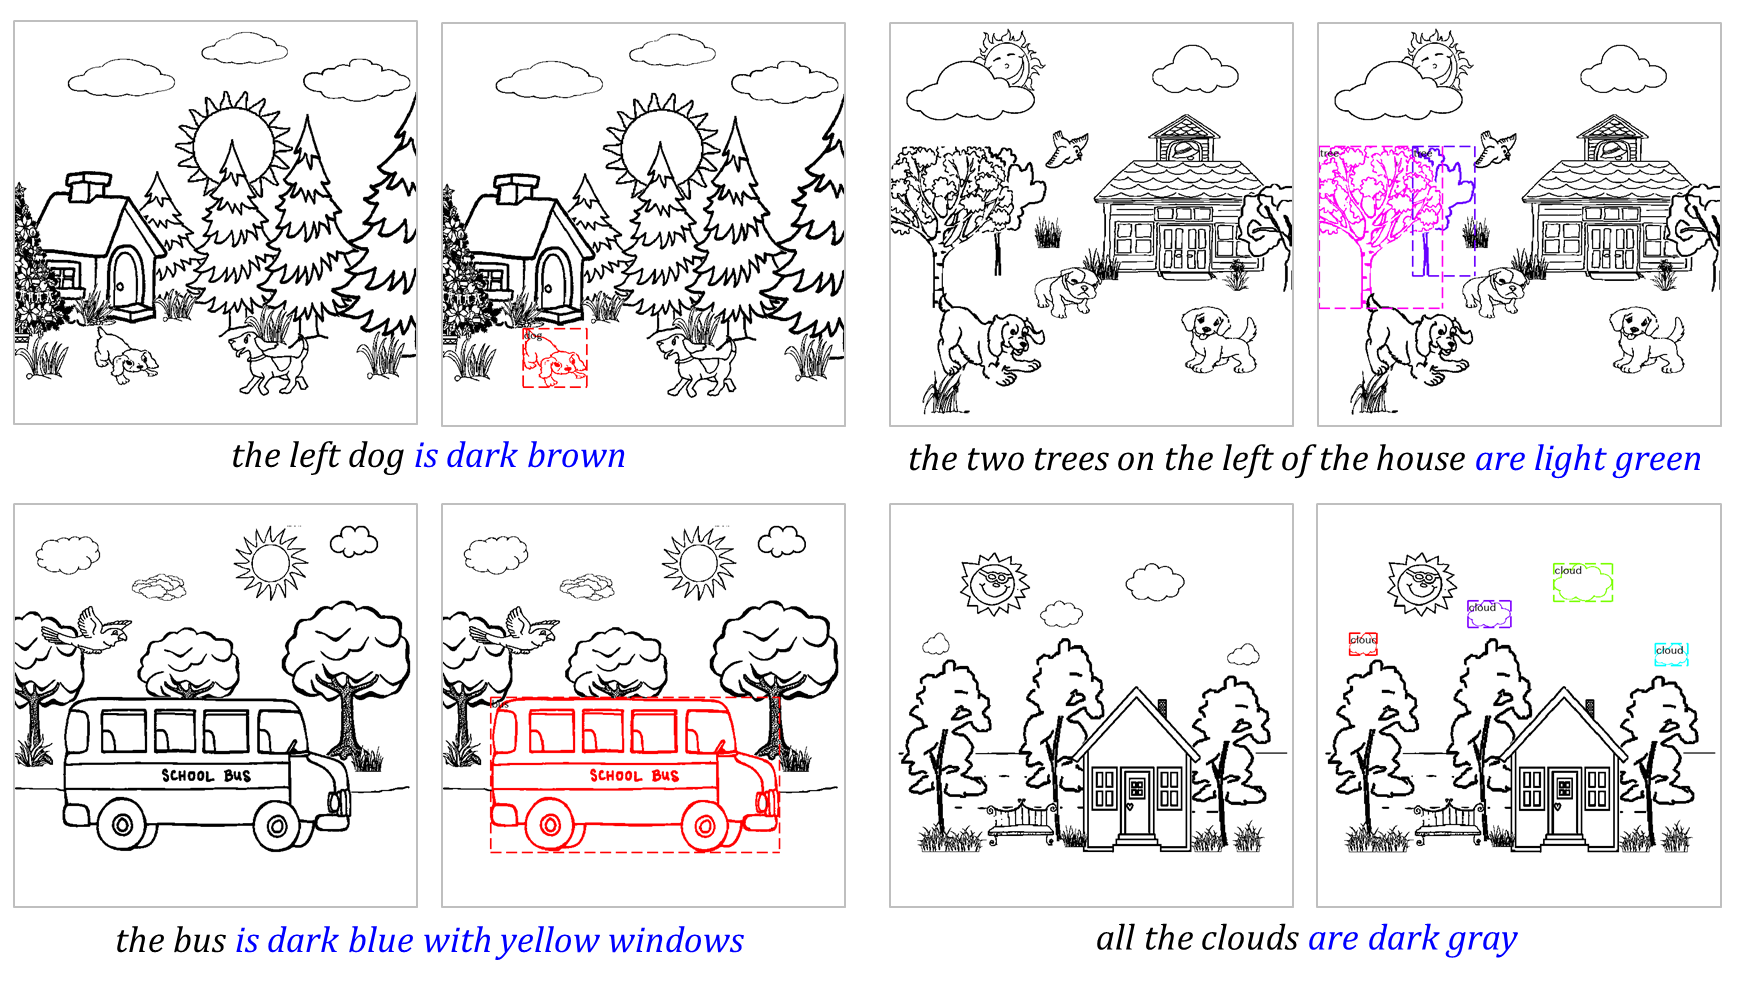 dog
tree
the left dog is dark brown
the two trees on the left of the house are light green
SCHOOL BUS
bus
SCHOOL BUS
cloud
cloud
cloud
cloud
the bus is dark blue with yellow windows
all the clouds are dark gray